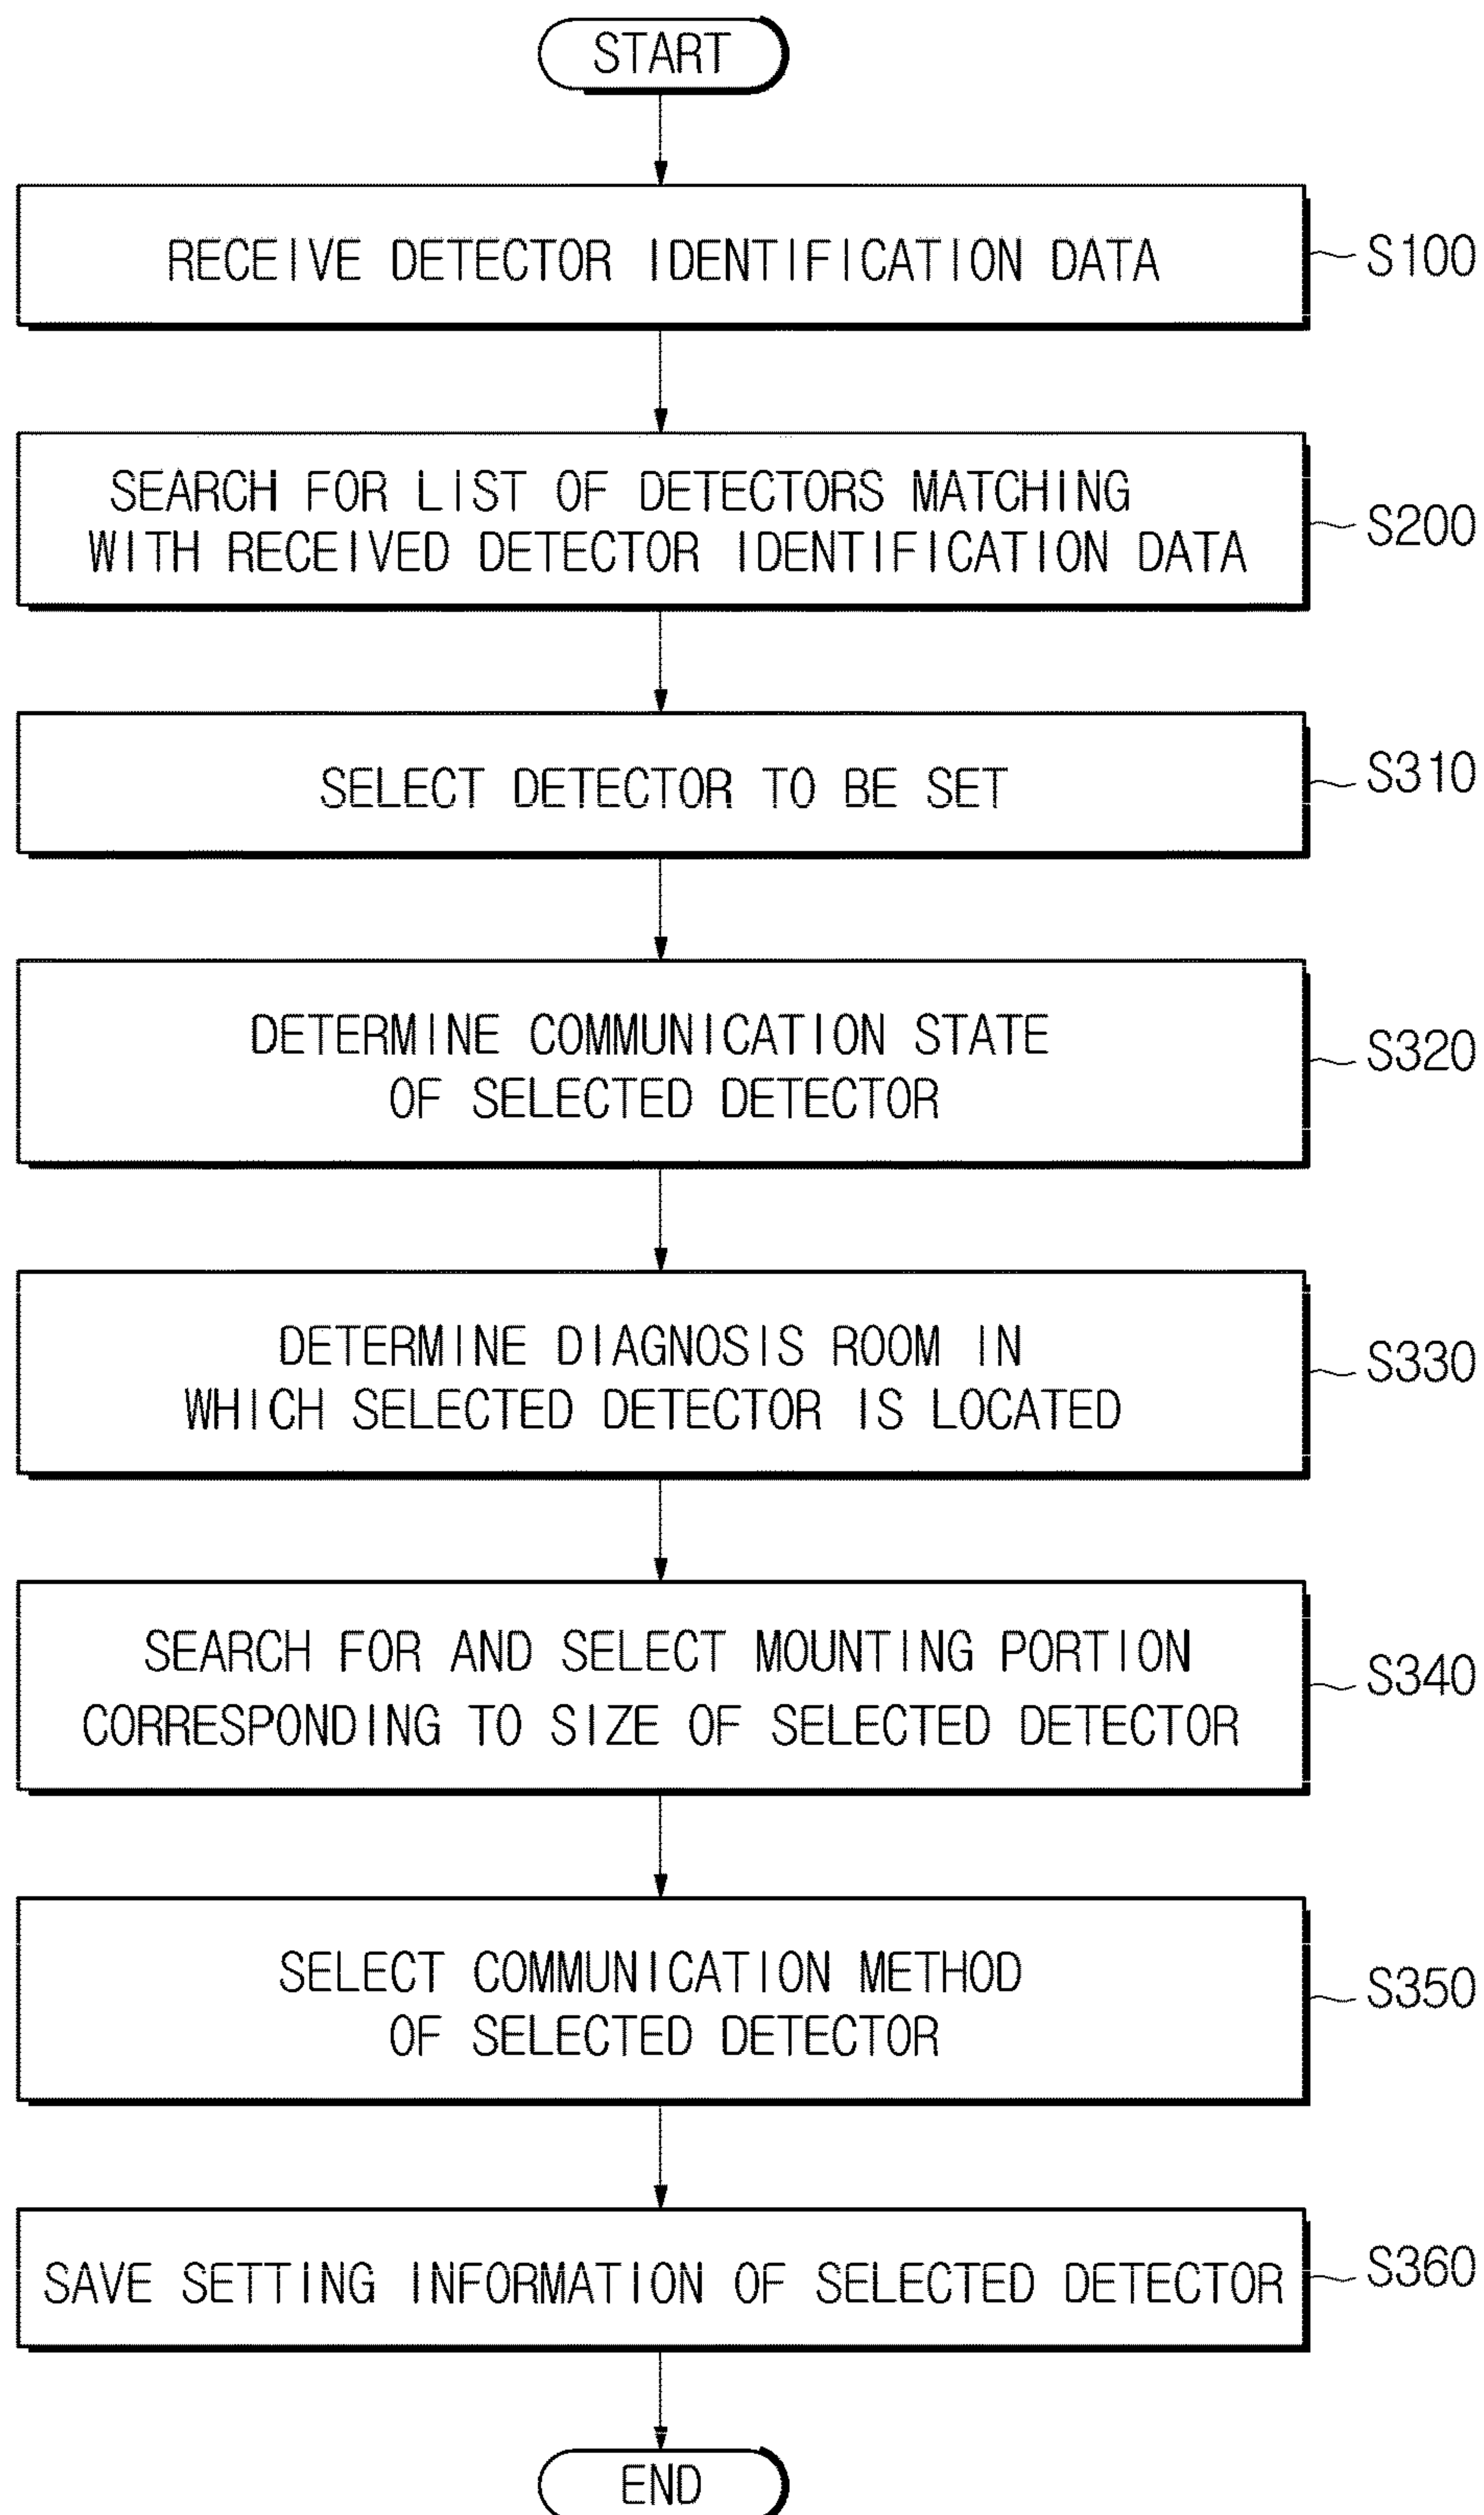 START
RECEIVE DETECTOR IDENTIFICATION DATA
S100
SEARCH FOR LIST OF DETECTORS MATCHING
WITH RECEIVED DETECTOR IDENTIFICATION DATA
S200
SELECT DETECTOR TO BE SET
S310
DETERMINE COMMUNICATION STATE
OF SELECTED DETECTOR
S320
DETERMINE DIAGNOSIS ROOM IN
WHICH SELECTED DETECTOR IS LOCATED
S330
SEARCH FOR AND SELECT MOUNTING PORTION
CORRESPONDING TO SIZE OF SELECTED DETECTOR
S340
SELECT COMMUNICATION METHOD
OF SELECTED DETECTOR
S350
SAVE SETTING INFORMATION OF SELECTED DETECTOR
S360
END